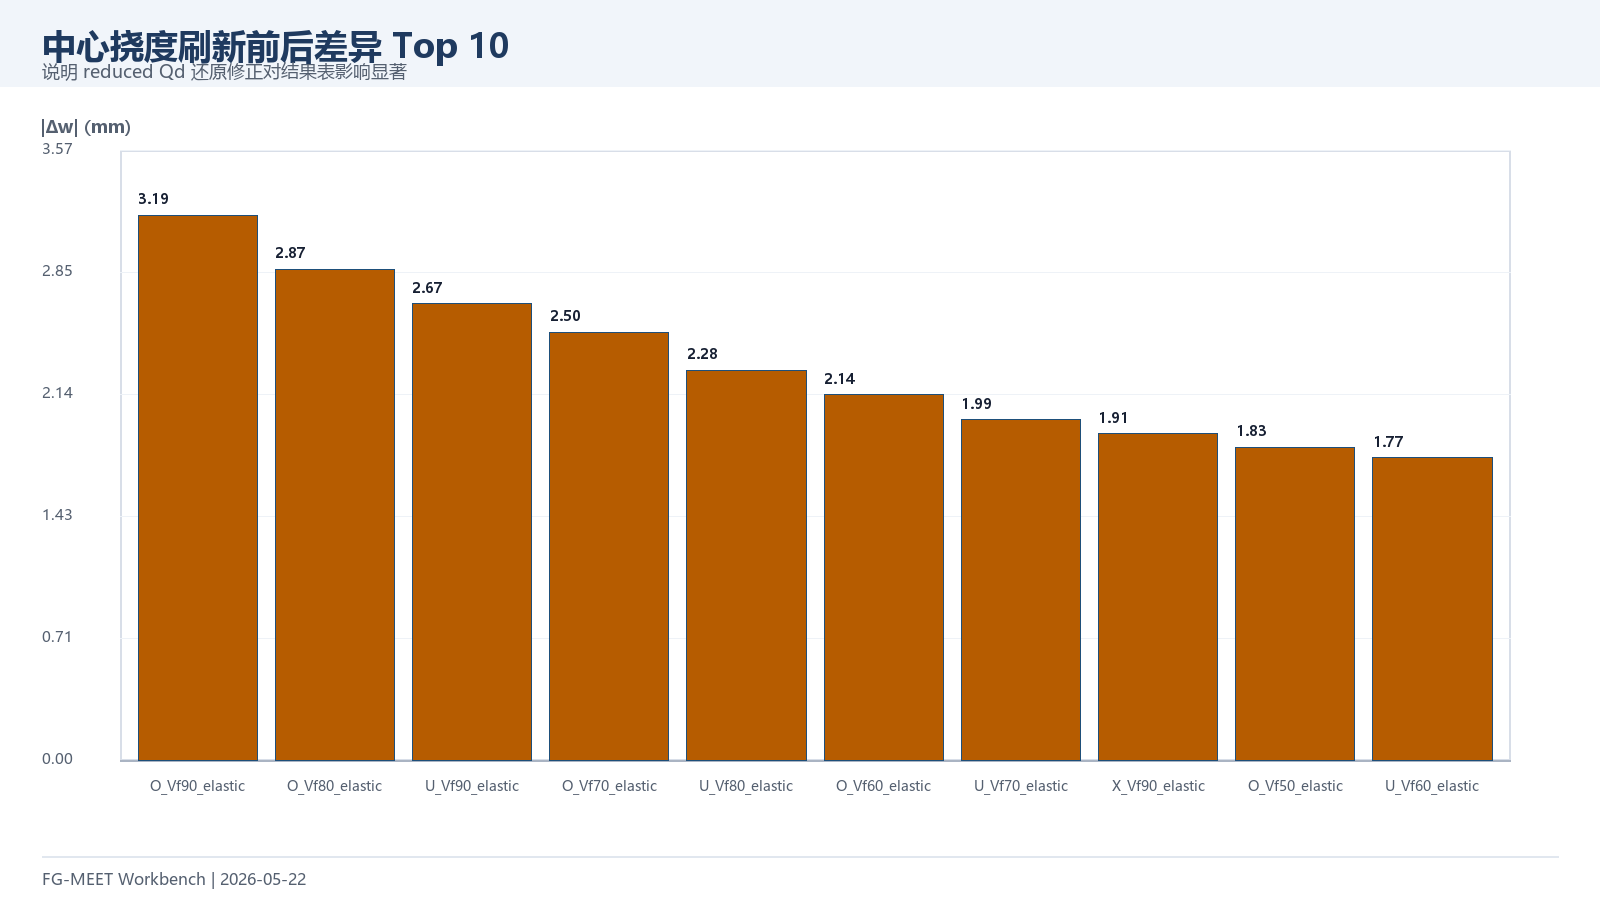 中心挠度刷新前后差异 Top 10
说明 reduced Qd 还原修正对结果表影响显著
|Δw| (mm)
3.57
3.19
2.87
2.85
2.67
2.50
2.28
2.14
2.14
1.99
1.91
1.83
1.77
1.43
0.71
0.00
O_Vf90_elastic
O_Vf80_elastic
U_Vf90_elastic
O_Vf70_elastic
U_Vf80_elastic
O_Vf60_elastic
U_Vf70_elastic
X_Vf90_elastic
O_Vf50_elastic
U_Vf60_elastic
FG-MEET Workbench | 2026-05-22